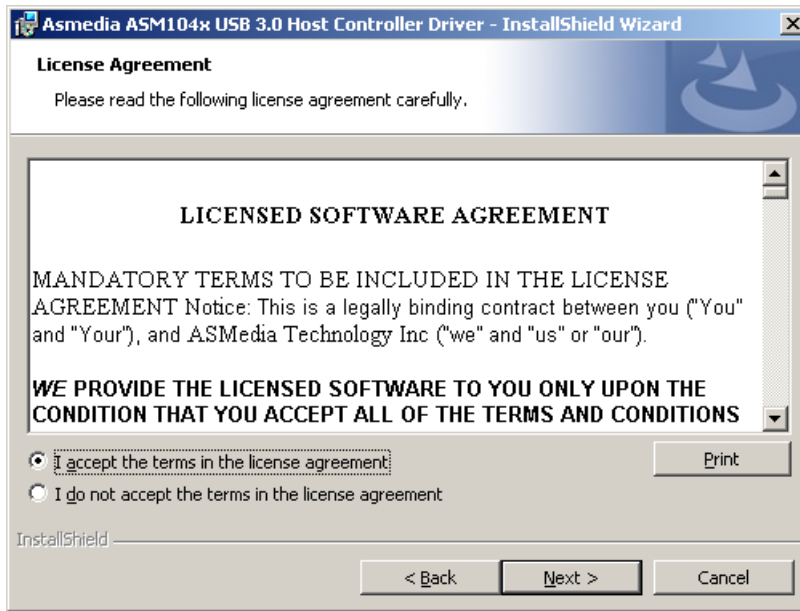 Asmedia ASM104x USB 3.0 Host Controller Driver - InstallShield Wizard
License Agreement
Please read the following license agreement carefully.
LICENSED SOFTWARE AGREEMENT
MANDATORY TERMS TO BE INCLUDED IN THE LICENSE
AGREEMENT Notice: This is a legally binding contract between you ("You"
and "Your"), and ASMedia Technology Inc ("we" and "us" or "our").
WE PROVIDE THE LICENSED SOFTWARE TO YOU ONLY UPON THE
CONDITION THAT YOU ACCEPT ALL OF THE TERMS AND CONDITIONS
I accept the terms in the license agreement
Print
I do not accept the terms in the license agreement
InstallShield
< Back
Next >
Cancel